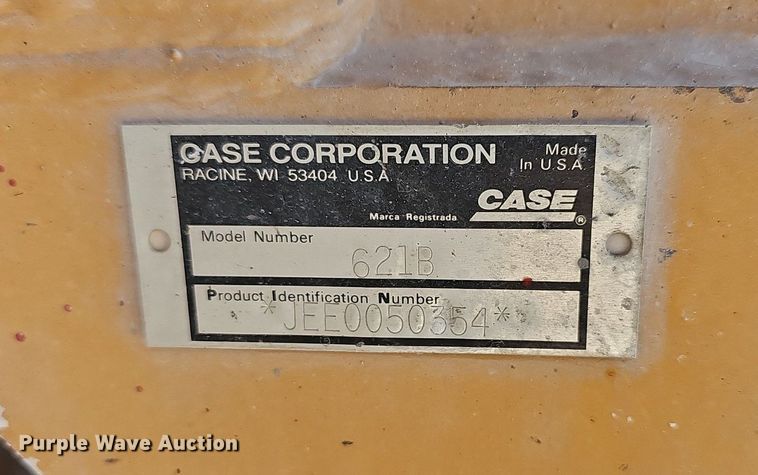 CASE CORPORATION
RACINE, WI 53404 U.S.A.
Made
In U.S.A.
CASE
Marca Registrada
®
Model Number
621B
Product Identification Number
*JEE0050354*
Purple Wave Auction